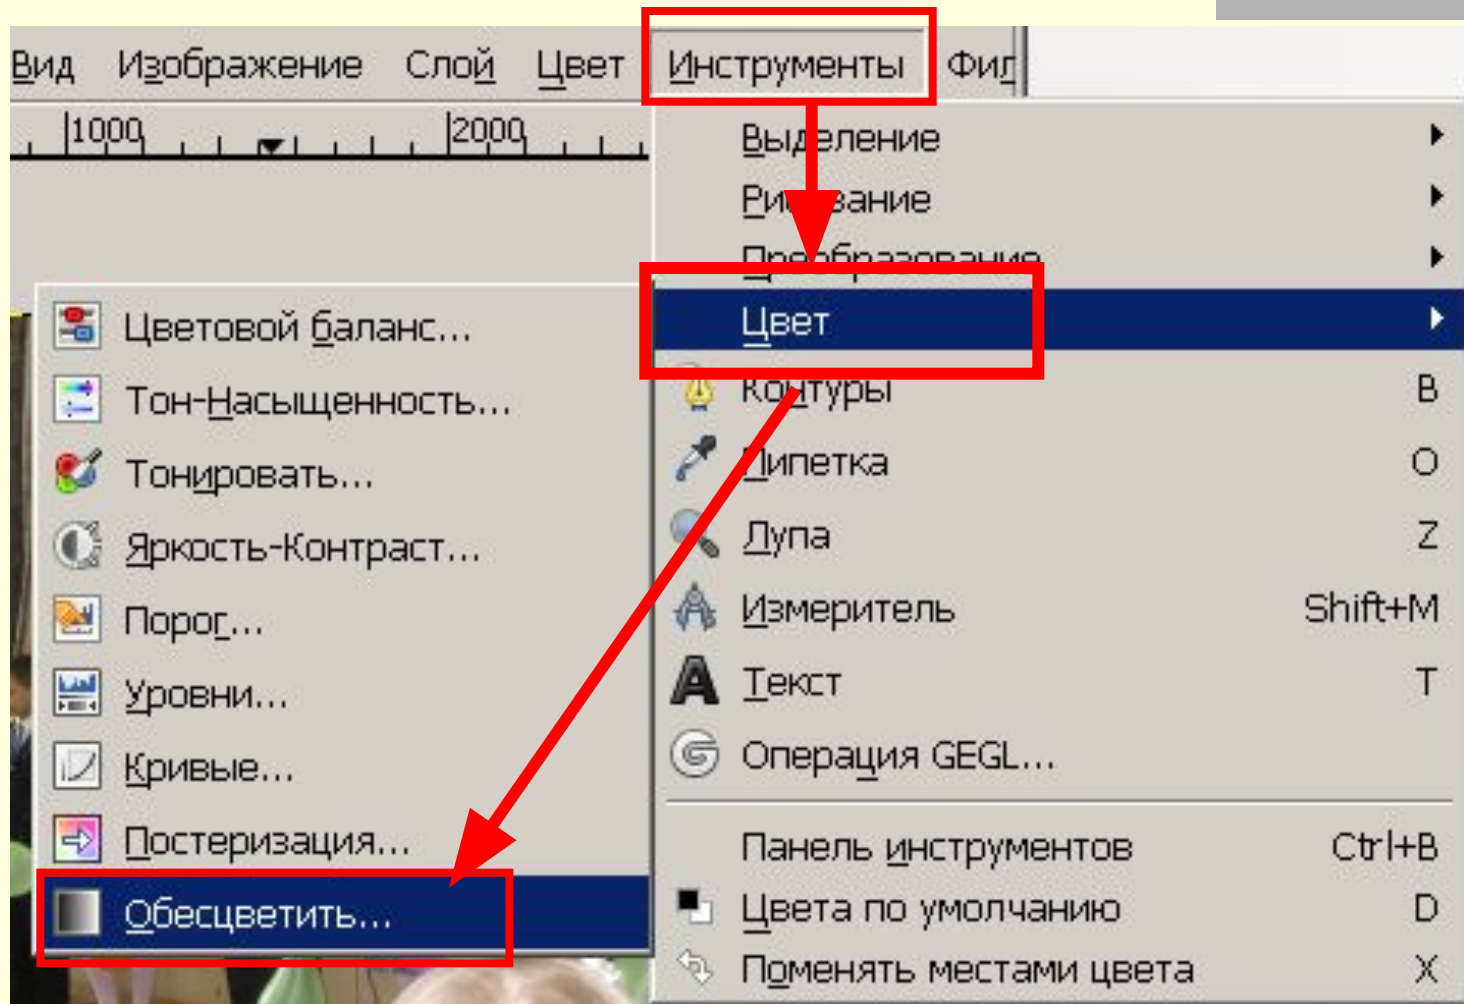 Вид Изображение Слой Цвет Инструменты Фил
1000 2000
Выделение
Рисование
Преобразование
Цвет
Контуры B
Пипетка O
Лупа Z
Измеритель Shift+M
Текст T
Операция GEGL...
Панель инструментов Ctrl+B
Цвета по умолчанию D
Поменять местами цвета X
Цветовой баланс...
Тон-Насыщенность...
Тонировать...
Яркость-Контраст...
Порог...
Уровни...
Кривые...
Постеризация...
Обесцветить...